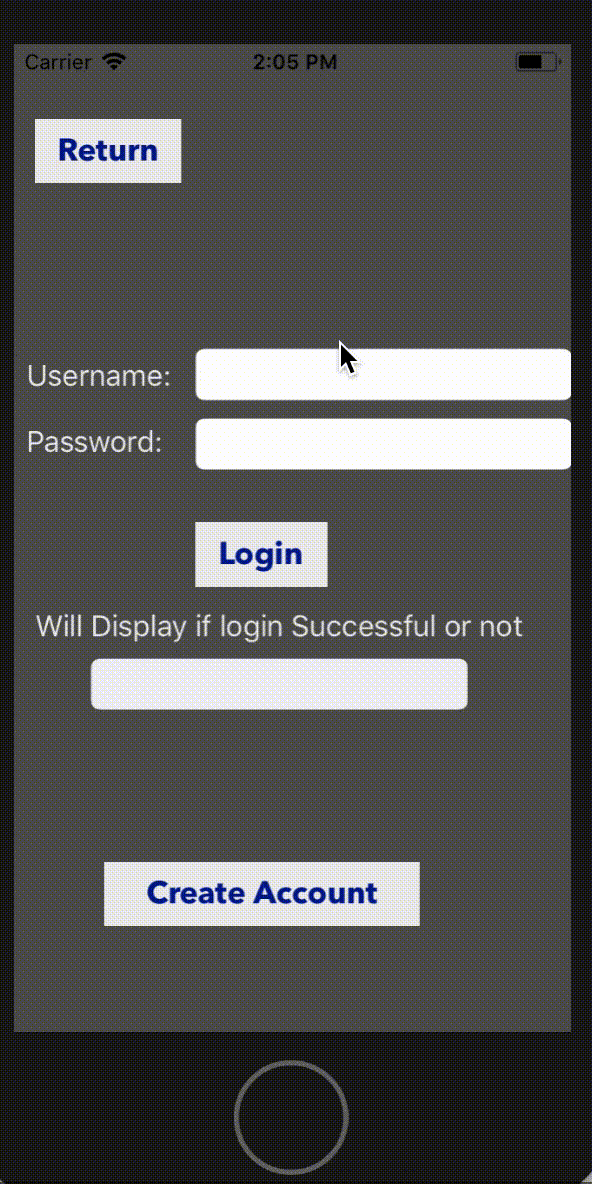 Carrier 2:05 PM
Return
Username:
Password:
Login
Will Display if login Successful or not
Create Account